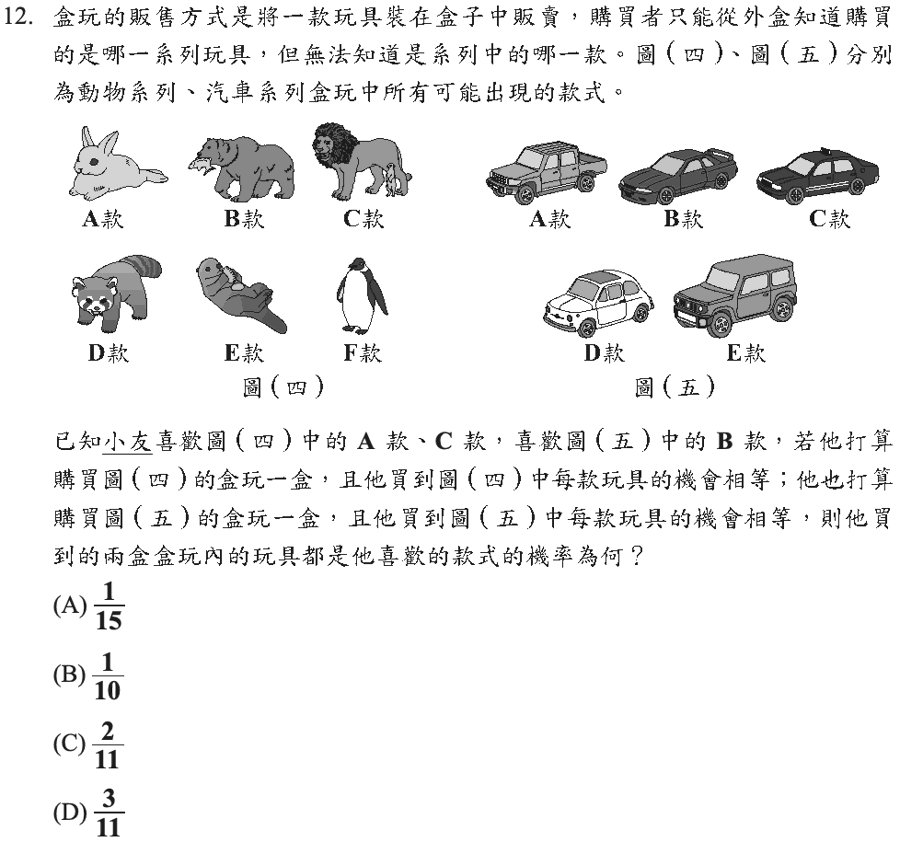 12. 盒玩的販售方式是將一款玩具裝在盒子中販賣，購買者只能從外盒知道購買
的是哪一系列玩具，但無法知道是系列中的哪一款。圖(四)、圖(五)分別
為動物系列、汽車系列盒玩中所有可能出現的款式。
A款 B款 C款 A款 B款 C款
D款 E款 F款 D款 E款
圖(四) 圖(五)
已知小友喜歡圖(四)中的 A 款、C 款，喜歡圖(五)中的 B 款，若他打算
購買圖(四)的盒玩一盒，且他買到圖(四)中每款玩具的機會相等；他也打算
購買圖(五)的盒玩一盒，且他買到圖(五)中每款玩具的機會相等，則他買
到的兩盒盒玩內的玩具都是他喜歡的款式的機率為何？
(A) 1/15
(B) 1/10
(C) 2/11
(D) 3/11